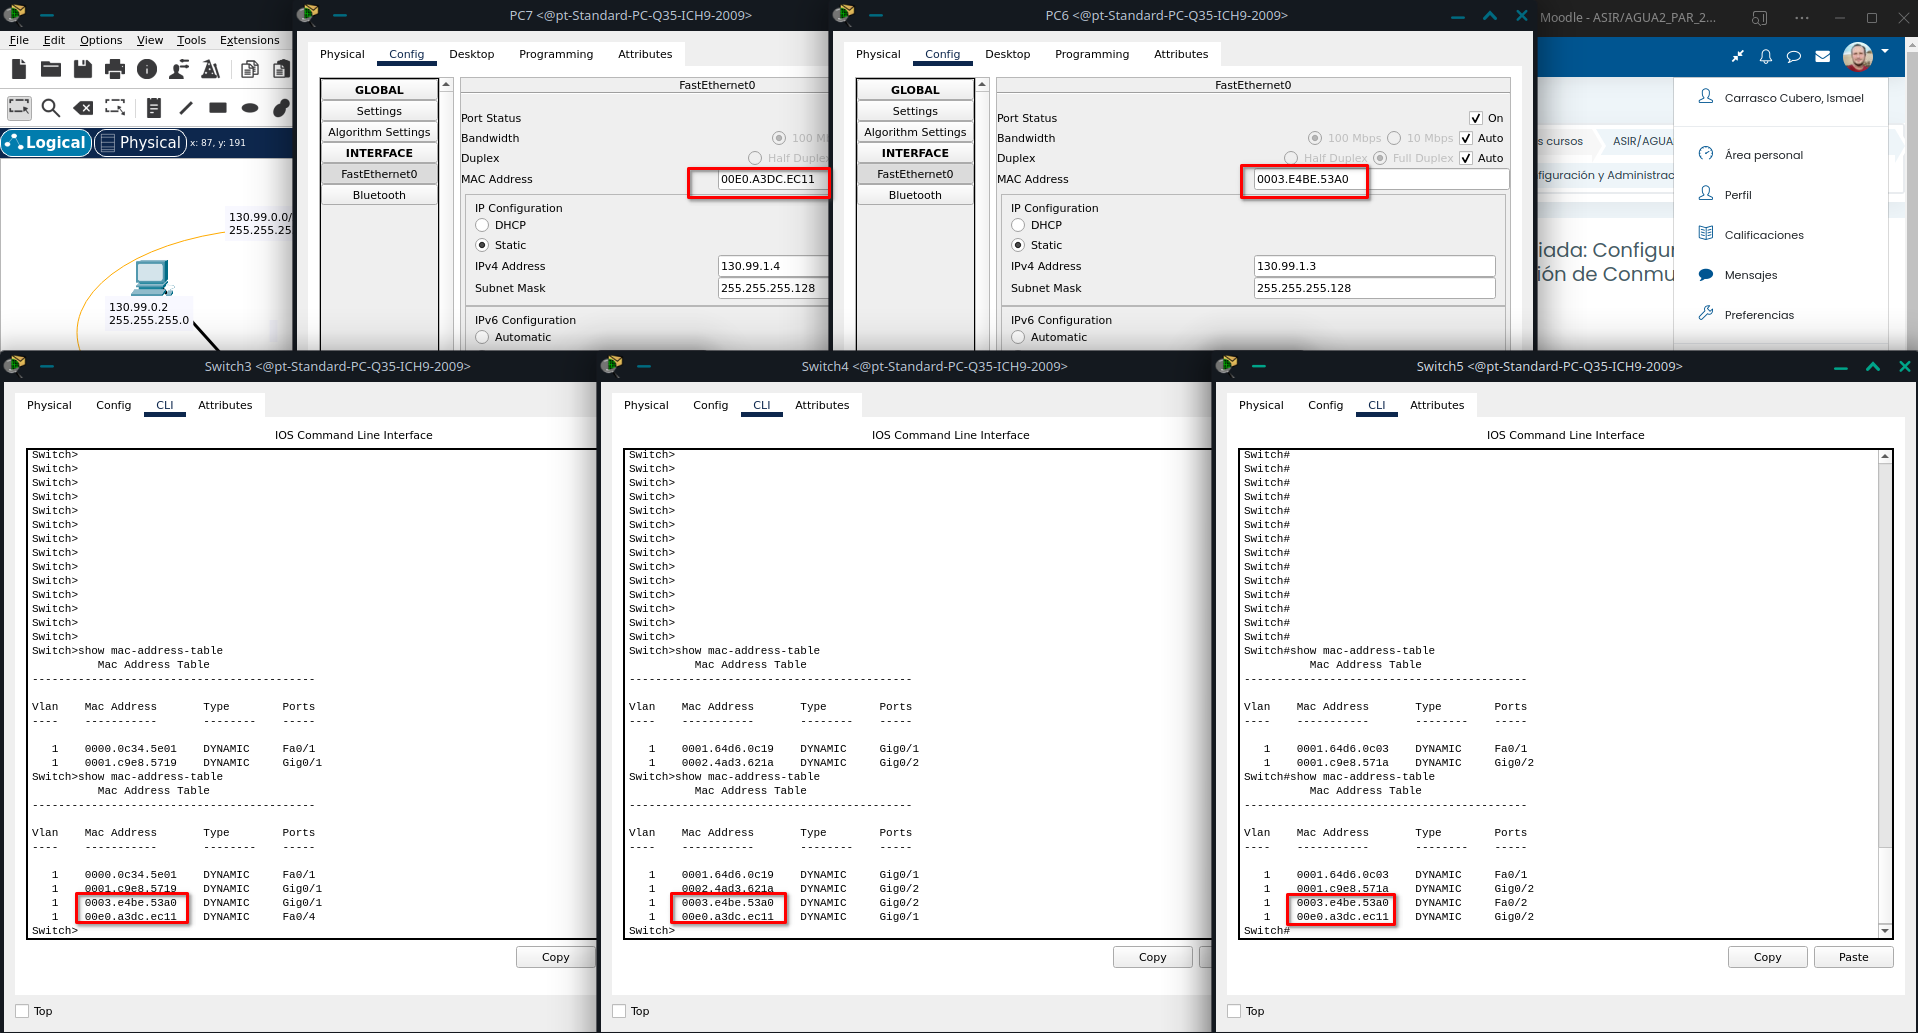 File Edit Options View Tools Extensions
Logical
Physical
x: 87, y: 191
130.99.0.0/
255.255.25
130.99.0.2
255.255.255.0
PC7 <@pt-Standard-PC-Q35-ICH9-2009>
Physical Config Desktop Programming Attributes
GLOBAL
Settings
Algorithm Settings
INTERFACE
FastEthernet0
Bluetooth
FastEthernet0
Port Status
Bandwidth 100 Mb
Duplex Half Duple
MAC Address 00E0.A3DC.EC11
IP Configuration
DHCP
Static
IPv4 Address 130.99.1.4
Subnet Mask 255.255.255.128
IPv6 Configuration
Automatic
PC6 <@pt-Standard-PC-Q35-ICH9-2009>
Physical Config Desktop Programming Attributes
GLOBAL
Settings
Algorithm Settings
INTERFACE
FastEthernet0
Bluetooth
FastEthernet0
Port Status On
Bandwidth 100 Mbps 10 Mbps Auto
Duplex Half Duplex Full Duplex Auto
MAC Address 0003.E4BE.53A0
IP Configuration
DHCP
Static
IPv4 Address 130.99.1.3
Subnet Mask 255.255.255.128
IPv6 Configuration
Automatic
Moodle - ASIR/AGUA2_PAR_2...
s cursos ASIR/AGUA
figuración y Administrac
iada: Configur
ión de Conmu
Carrasco Cubero, Ismael
Área personal
Perfil
Calificaciones
Mensajes
Preferencias
Switch3 <@pt-Standard-PC-Q35-ICH9-2009>
Physical Config CLI Attributes
IOS Command Line Interface
Switch>
Switch>
Switch>
Switch>
Switch>
Switch>
Switch>
Switch>
Switch>
Switch>
Switch>
Switch>
Switch>
Switch>
Switch>show mac-address-table
Mac Address Table
-------------------------------------------
Vlan Mac Address Type Ports
---- ----------- -------- -----
1 0000.0c34.5e01 DYNAMIC Fa0/1
1 0001.c9e8.5719 DYNAMIC Gig0/1
Switch>show mac-address-table
Mac Address Table
-------------------------------------------
Vlan Mac Address Type Ports
---- ----------- -------- -----
1 0000.0c34.5e01 DYNAMIC Fa0/1
1 0001.c9e8.5719 DYNAMIC Gig0/1
1 0003.e4be.53a0 DYNAMIC Gig0/1
1 00e0.a3dc.ec11 DYNAMIC Fa0/4
Switch>
Copy
Top
Switch4 <@pt-Standard-PC-Q35-ICH9-2009>
Physical Config CLI Attributes
IOS Command Line Interface
Switch>
Switch>
Switch>
Switch>
Switch>
Switch>
Switch>
Switch>
Switch>
Switch>
Switch>
Switch>
Switch>
Switch>
Switch>show mac-address-table
Mac Address Table
-------------------------------------------
Vlan Mac Address Type Ports
---- ----------- -------- -----
1 0001.64d6.0c19 DYNAMIC Gig0/1
1 0002.4ad3.621a DYNAMIC Gig0/2
Switch>show mac-address-table
Mac Address Table
-------------------------------------------
Vlan Mac Address Type Ports
---- ----------- -------- -----
1 0001.64d6.0c19 DYNAMIC Gig0/1
1 0002.4ad3.621a DYNAMIC Gig0/2
1 0003.e4be.53a0 DYNAMIC Gig0/2
1 00e0.a3dc.ec11 DYNAMIC Gig0/1
Switch>
Copy
Top
Switch5 <@pt-Standard-PC-Q35-ICH9-2009>
Physical Config CLI Attributes
IOS Command Line Interface
Switch#
Switch#
Switch#
Switch#
Switch#
Switch#
Switch#
Switch#
Switch#
Switch#
Switch#
Switch#
Switch#
Switch#
Switch#show mac-address-table
Mac Address Table
-------------------------------------------
Vlan Mac Address Type Ports
---- ----------- -------- -----
1 0001.64d6.0c03 DYNAMIC Fa0/1
1 0001.c9e8.571a DYNAMIC Gig0/2
Switch#show mac-address-table
Mac Address Table
-------------------------------------------
Vlan Mac Address Type Ports
---- ----------- -------- -----
1 0001.64d6.0c03 DYNAMIC Fa0/1
1 0001.c9e8.571a DYNAMIC Gig0/2
1 0003.e4be.53a0 DYNAMIC Fa0/2
1 00e0.a3dc.ec11 DYNAMIC Gig0/2
Switch#
Copy Paste
Top